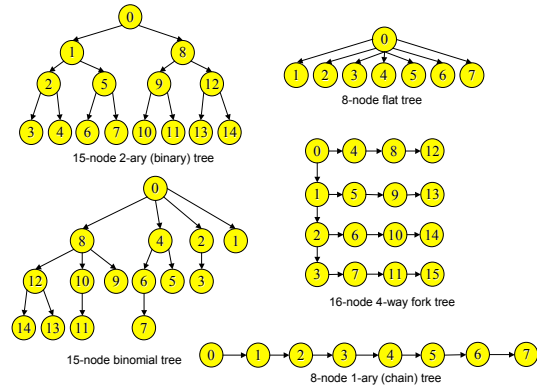 0
1 8
2 5 9 12
3 4 6 7 10 11 13 14
15-node 2-ary (binary) tree
0
1 2 3 4 5 6 7
8-node flat tree
0 4 8 12
1 5 9 13
2 6 10 14
3 7 11 15
16-node 4-way fork tree
0
8 4 2 1
12 10 9 6 5 3
14 13 11 7
15-node binomial tree
0 1 2 3 4 5 6 7
8-node 1-ary (chain) tree